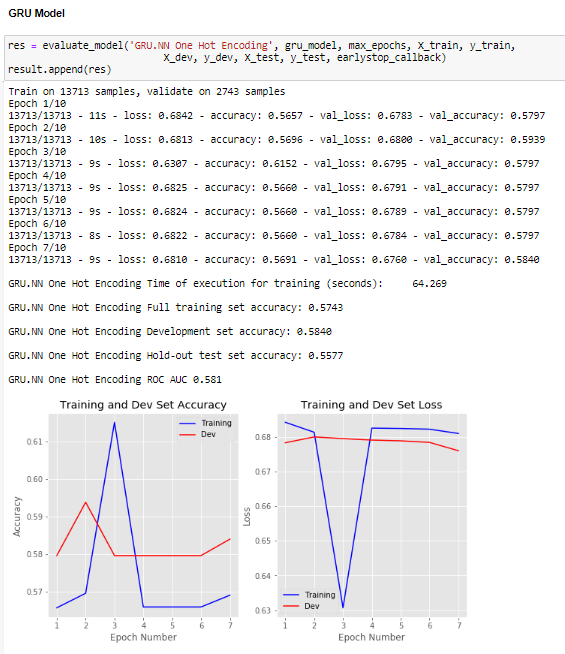 GRU Model
res = evaluate_model('GRU.NN One Hot Encoding', gru_model, max_epochs, X_train, y_train,
X_dev, y_dev, X_test, y_test, earlystop_callback)
result.append(res)
Train on 13713 samples, validate on 2743 samples
Epoch 1/10
13713/13713 - 11s - loss: 0.6842 - accuracy: 0.5657 - val_loss: 0.6783 - val_accuracy: 0.5797
Epoch 2/10
13713/13713 - 10s - loss: 0.6813 - accuracy: 0.5696 - val_loss: 0.6800 - val_accuracy: 0.5939
Epoch 3/10
13713/13713 - 9s - loss: 0.6307 - accuracy: 0.6152 - val_loss: 0.6795 - val_accuracy: 0.5797
Epoch 4/10
13713/13713 - 9s - loss: 0.6825 - accuracy: 0.5660 - val_loss: 0.6791 - val_accuracy: 0.5797
Epoch 5/10
13713/13713 - 9s - loss: 0.6824 - accuracy: 0.5660 - val_loss: 0.6789 - val_accuracy: 0.5797
Epoch 6/10
13713/13713 - 8s - loss: 0.6822 - accuracy: 0.5660 - val_loss: 0.6784 - val_accuracy: 0.5797
Epoch 7/10
13713/13713 - 9s - loss: 0.6810 - accuracy: 0.5691 - val_loss: 0.6760 - val_accuracy: 0.5840
GRU.NN One Hot Encoding Time of execution for training (seconds): 64.269
GRU.NN One Hot Encoding Full training set accuracy: 0.5743
GRU.NN One Hot Encoding Development set accuracy: 0.5840
GRU.NN One Hot Encoding Hold-out test set accuracy: 0.5577
GRU.NN One Hot Encoding ROC AUC 0.581
Training and Dev Set Accuracy
Training
Dev
0.61
0.60
0.59
0.58
0.57
Accuracy
1 2 3 4 5 6 7
Epoch Number
Training and Dev Set Loss
0.68
0.67
0.66
0.65
0.64
0.63
Loss
Training
Dev
1 2 3 4 5 6 7
Epoch Number